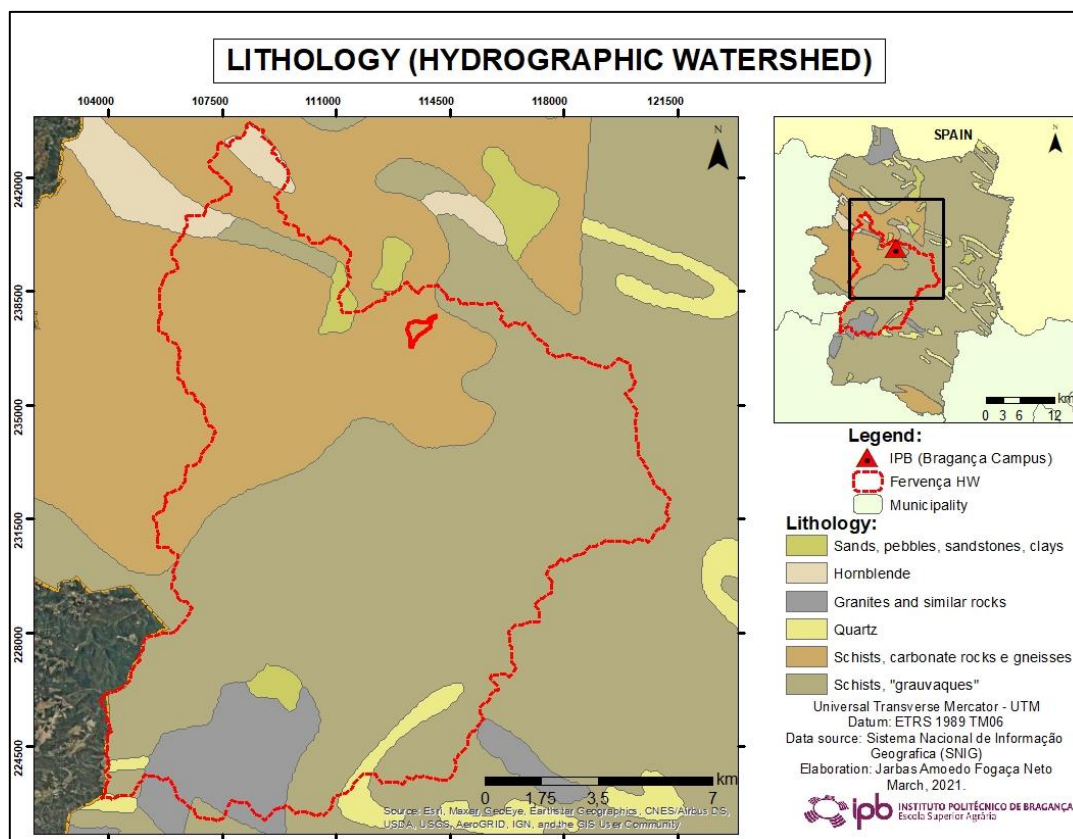 LITHOLOGY (HYDROGRAPHIC WATERSHED)
104000 107500 111000 114500 118000 121500
242000
238500
235000
231500
228000
224500
N
km
0 1,75 3,5 7
Source: Esri, Maxar, GeoEye, Earthstar Geographics, CNES/Airbus DS,
USDA, USGS, AeroGRID, IGN, and the GIS User Community
SPAIN
N
km
0 3 6 12
Legend:
IPB (Bragança Campus)
Fervença HW
Municipality
Lithology:
Sands, pebbles, sandstones, clays
Hornblende
Granites and similar rocks
Quartz
Schists, carbonate rocks e gneisses
Schists, "grauvaques"
Universal Transverse Mercator - UTM
Datum: ETRS 1989 TM06
Data source: Sistema Nacional de Informação
Geografica (SNIG)
Elaboration: Jarbas Amoedo Fogaça Neto
March, 2021.
ipb INSTITUTO POLITÉCNICO DE BRAGANÇA
Escola Superior Agrária